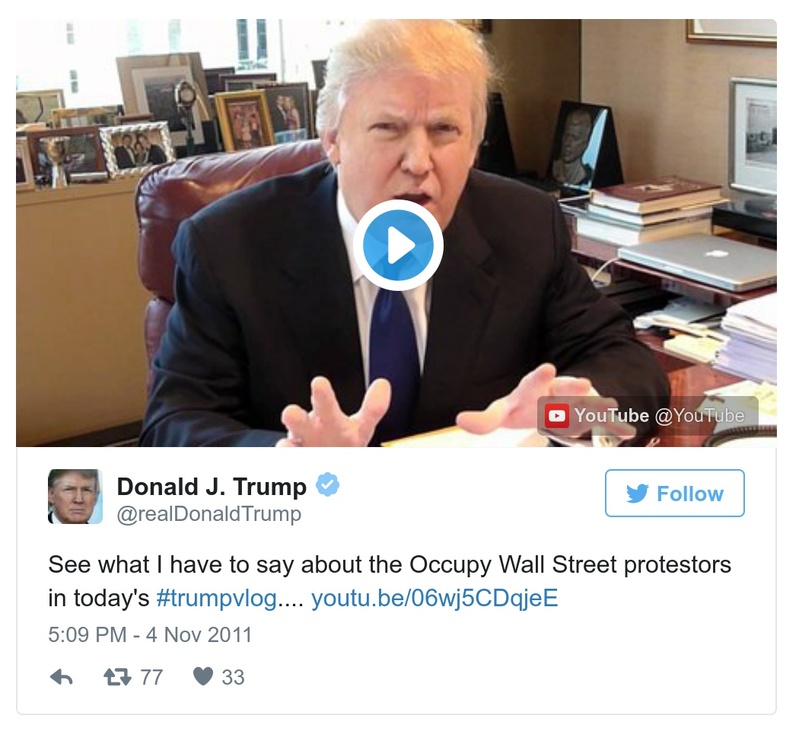 YouTube @YouTube
Donald J. Trump
Follow
@realDonaldTrump
See what I have to say about the Occupy Wall Street protestors
in today's #trumpvlog.... youtu.be/06wj5CDqjeE
5:09 PM - 4 Nov 2011
77 33